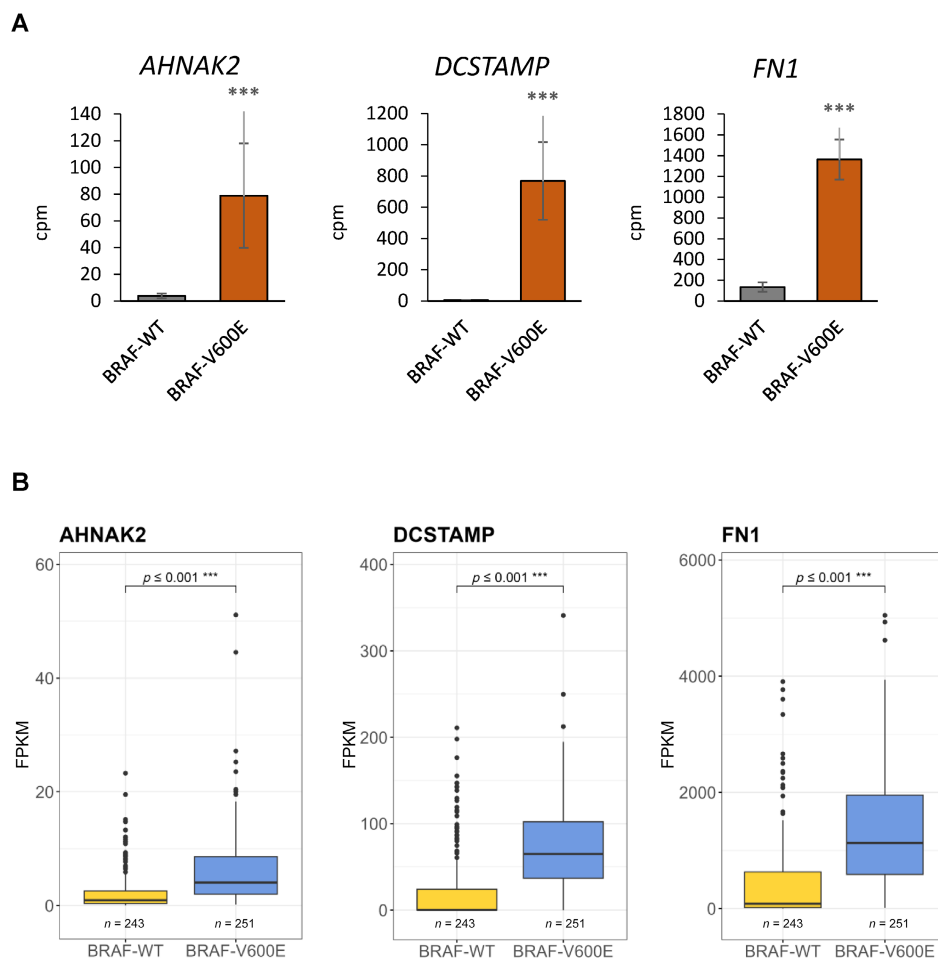 A
AHNAK2 DCSTAMP FN1
*** *** ***
cpm 140 120 100 80 60 40 20 0
cpm 1200 1000 800 600 400 200 0
cpm 1800 1600 1400 1200 1000 800 600 400 200 0
BRAF-WT BRAF-V600E BRAF-WT BRAF-V600E BRAF-WT BRAF-V600E
B
AHNAK2 DCSTAMP FN1
p ≤ 0.001 *** p ≤ 0.001 *** p ≤ 0.001 ***
FPKM 60 40 20 0
FPKM 400 300 200 100 0
FPKM 6000 4000 2000 0
n = 243 n = 251 n = 243 n = 251 n = 243 n = 251
BRAF-WT BRAF-V600E BRAF-WT BRAF-V600E BRAF-WT BRAF-V600E